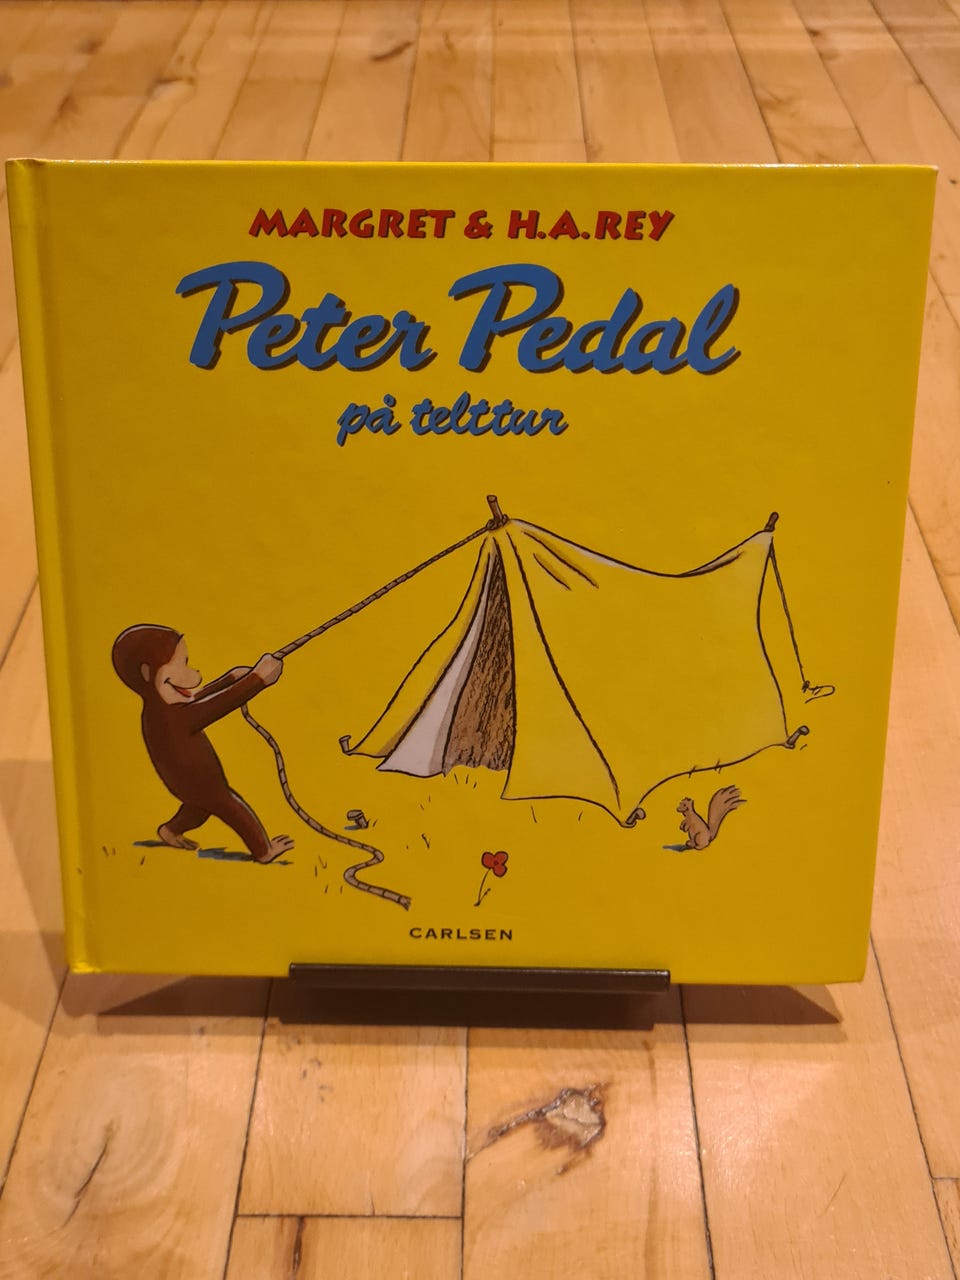 MARGRET & H.A.REY
Peter Pedal
på telttur
CARLSEN